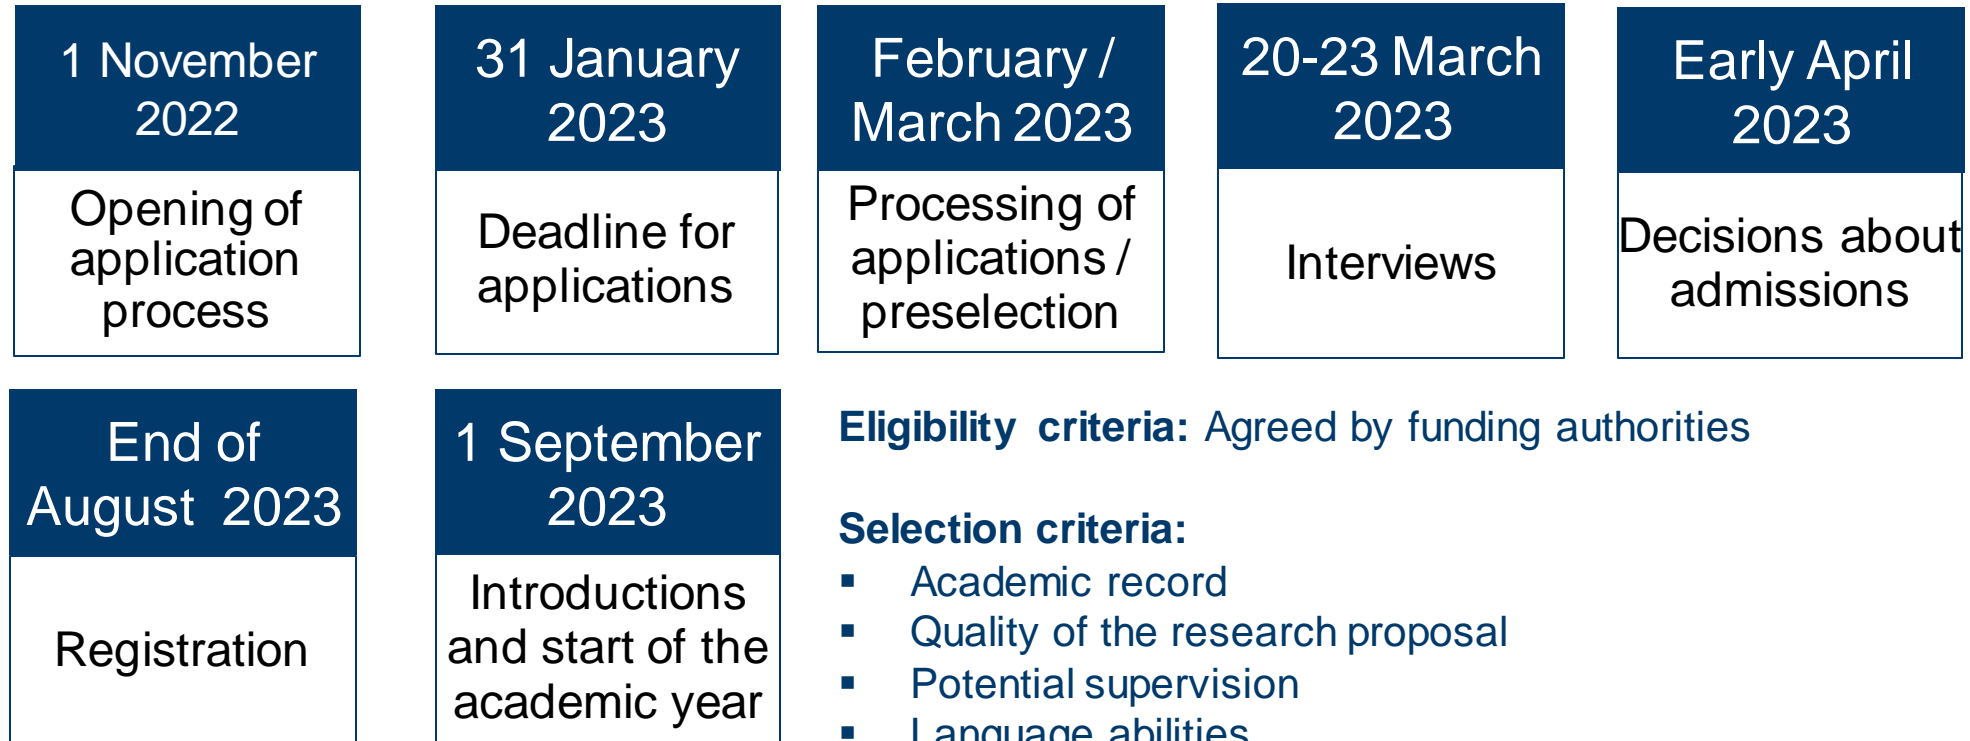 1 November
2022
Opening of
application
process
31 January
2023
Deadline for
applications
February /
March 2023
Processing of
applications /
preselection
20-23 March
2023
Interviews
Early April
2023
Decisions about
admissions
End of
August 2023
Registration
1 September
2023
Introductions
and start of the
academic year
Eligibility criteria: Agreed by funding authorities
Selection criteria:
▪ Academic record
▪ Quality of the research proposal
▪ Potential supervision
▪ Language abilities